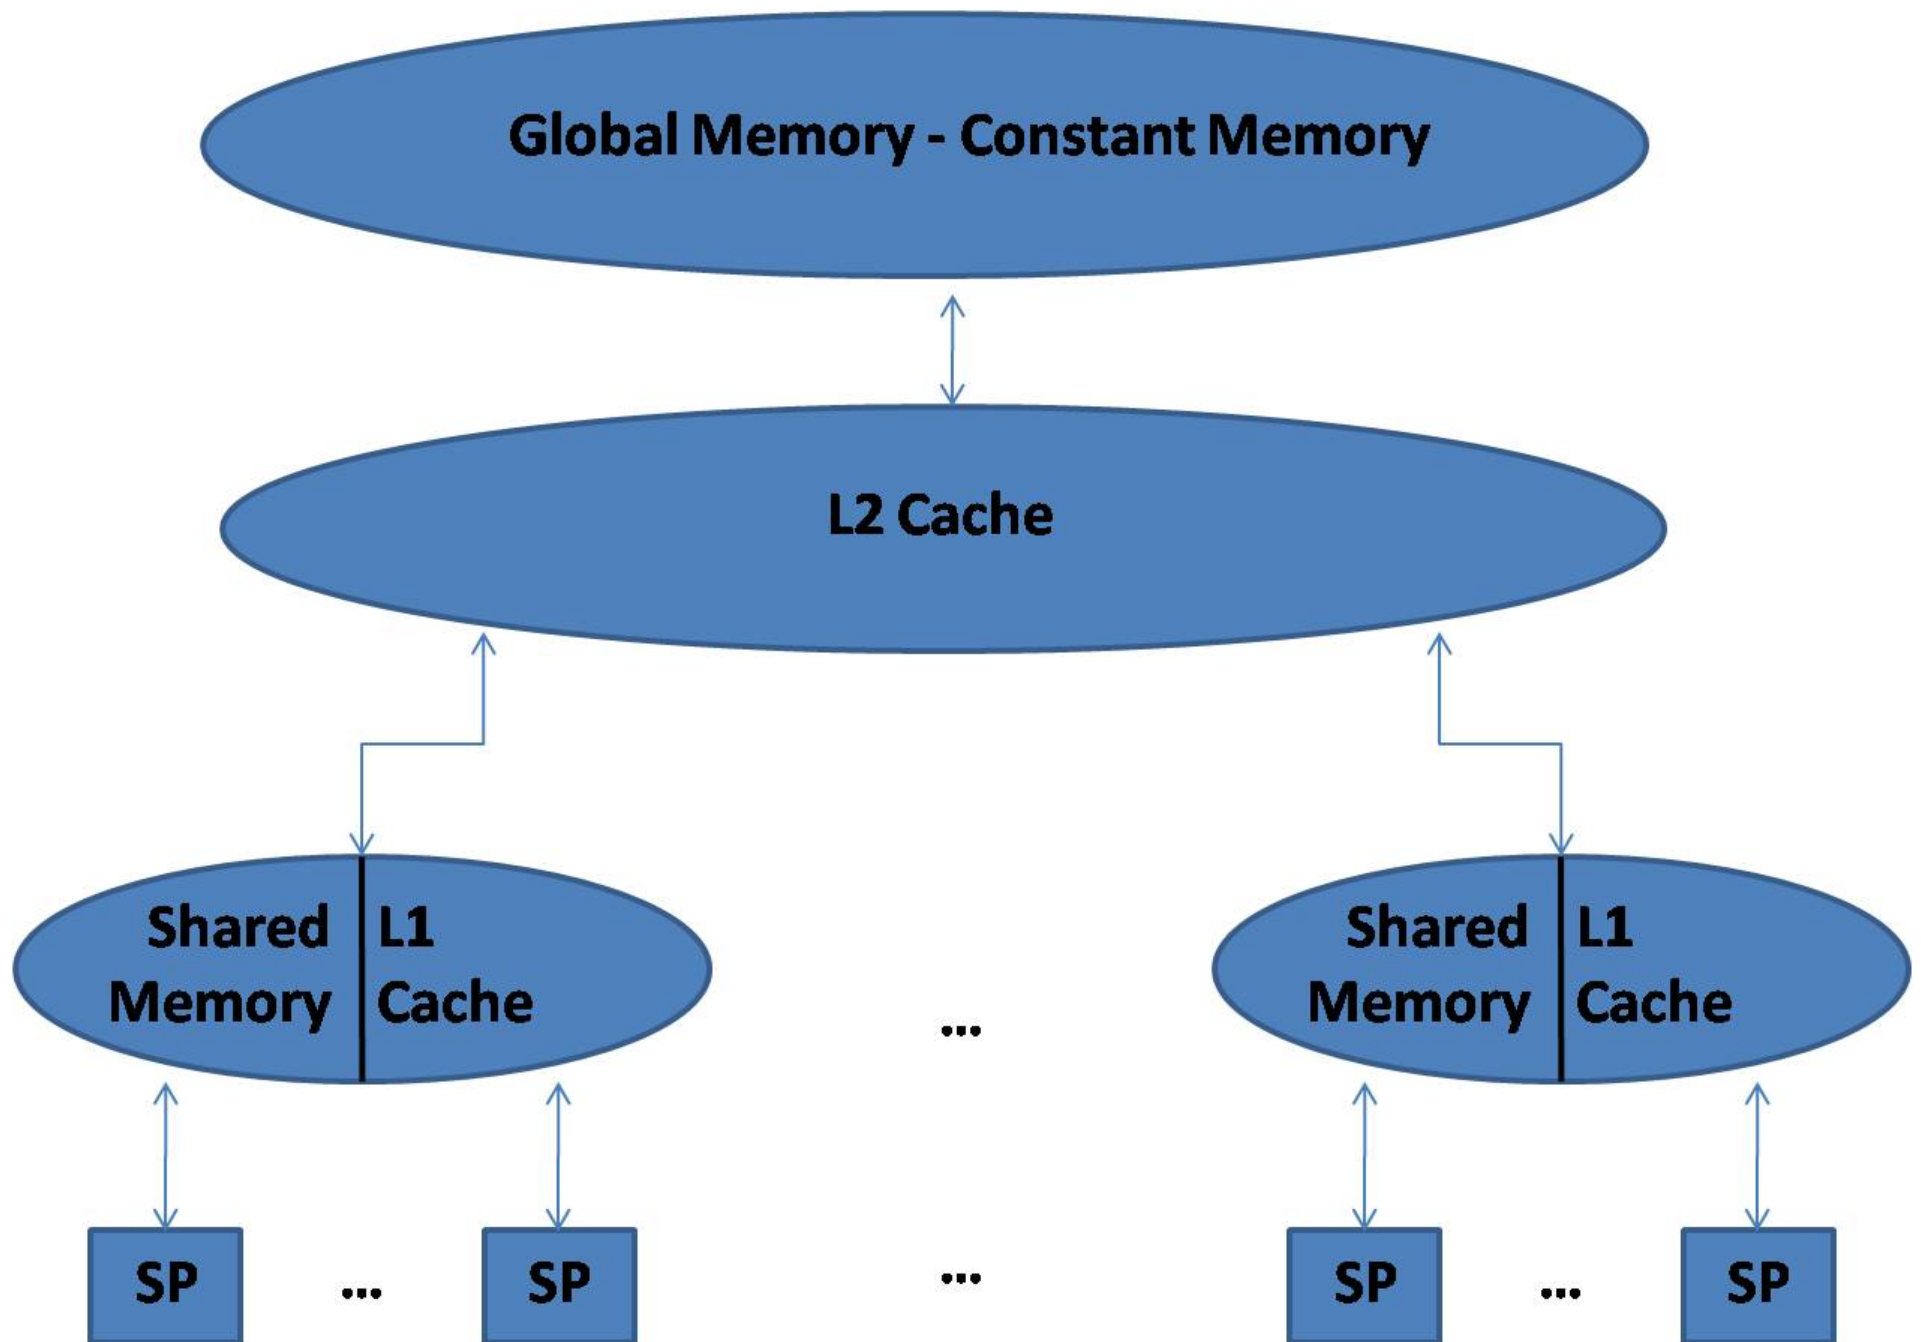 Global Memory - Constant Memory
L2 Cache
Shared
Memory
L1
Cache
...
Shared
Memory
L1
Cache
SP
...
SP
...
SP
...
SP